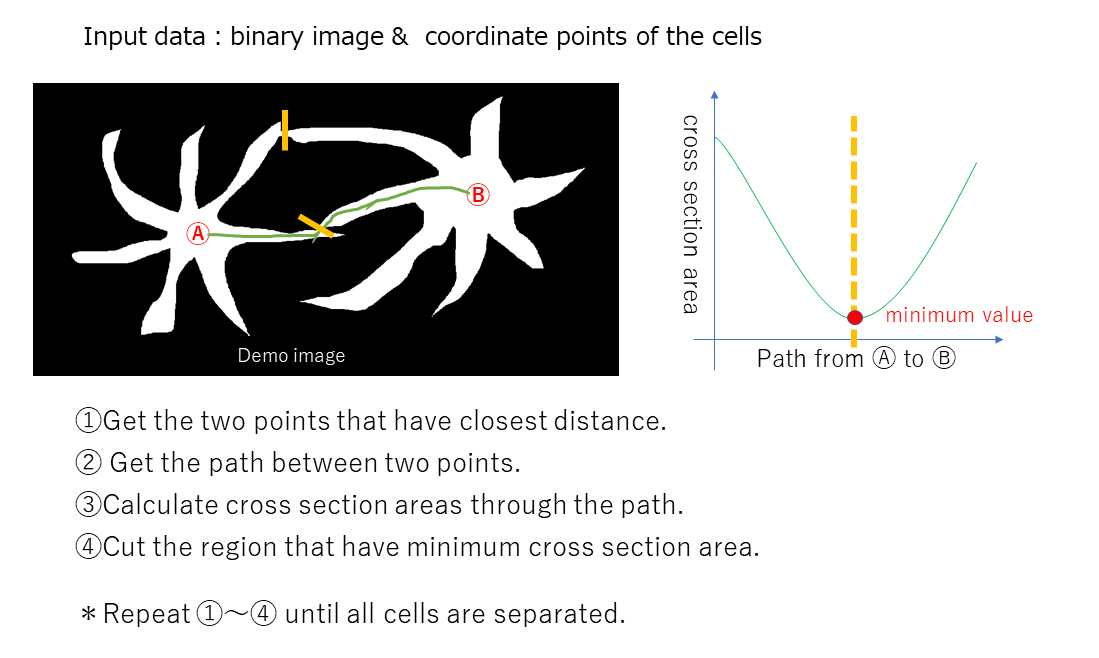 Input data : binary image &  coordinate points of the cells
Ⓐ
Ⓑ
Demo image
cross section area
minimum value
Path from Ⓐ to Ⓑ
①Get the two points that have closest distance.
② Get the path between two points.
③Calculate cross section areas through the path.
④Cut the region that have minimum cross section area.
＊Repeat ①～④ until all cells are separated.